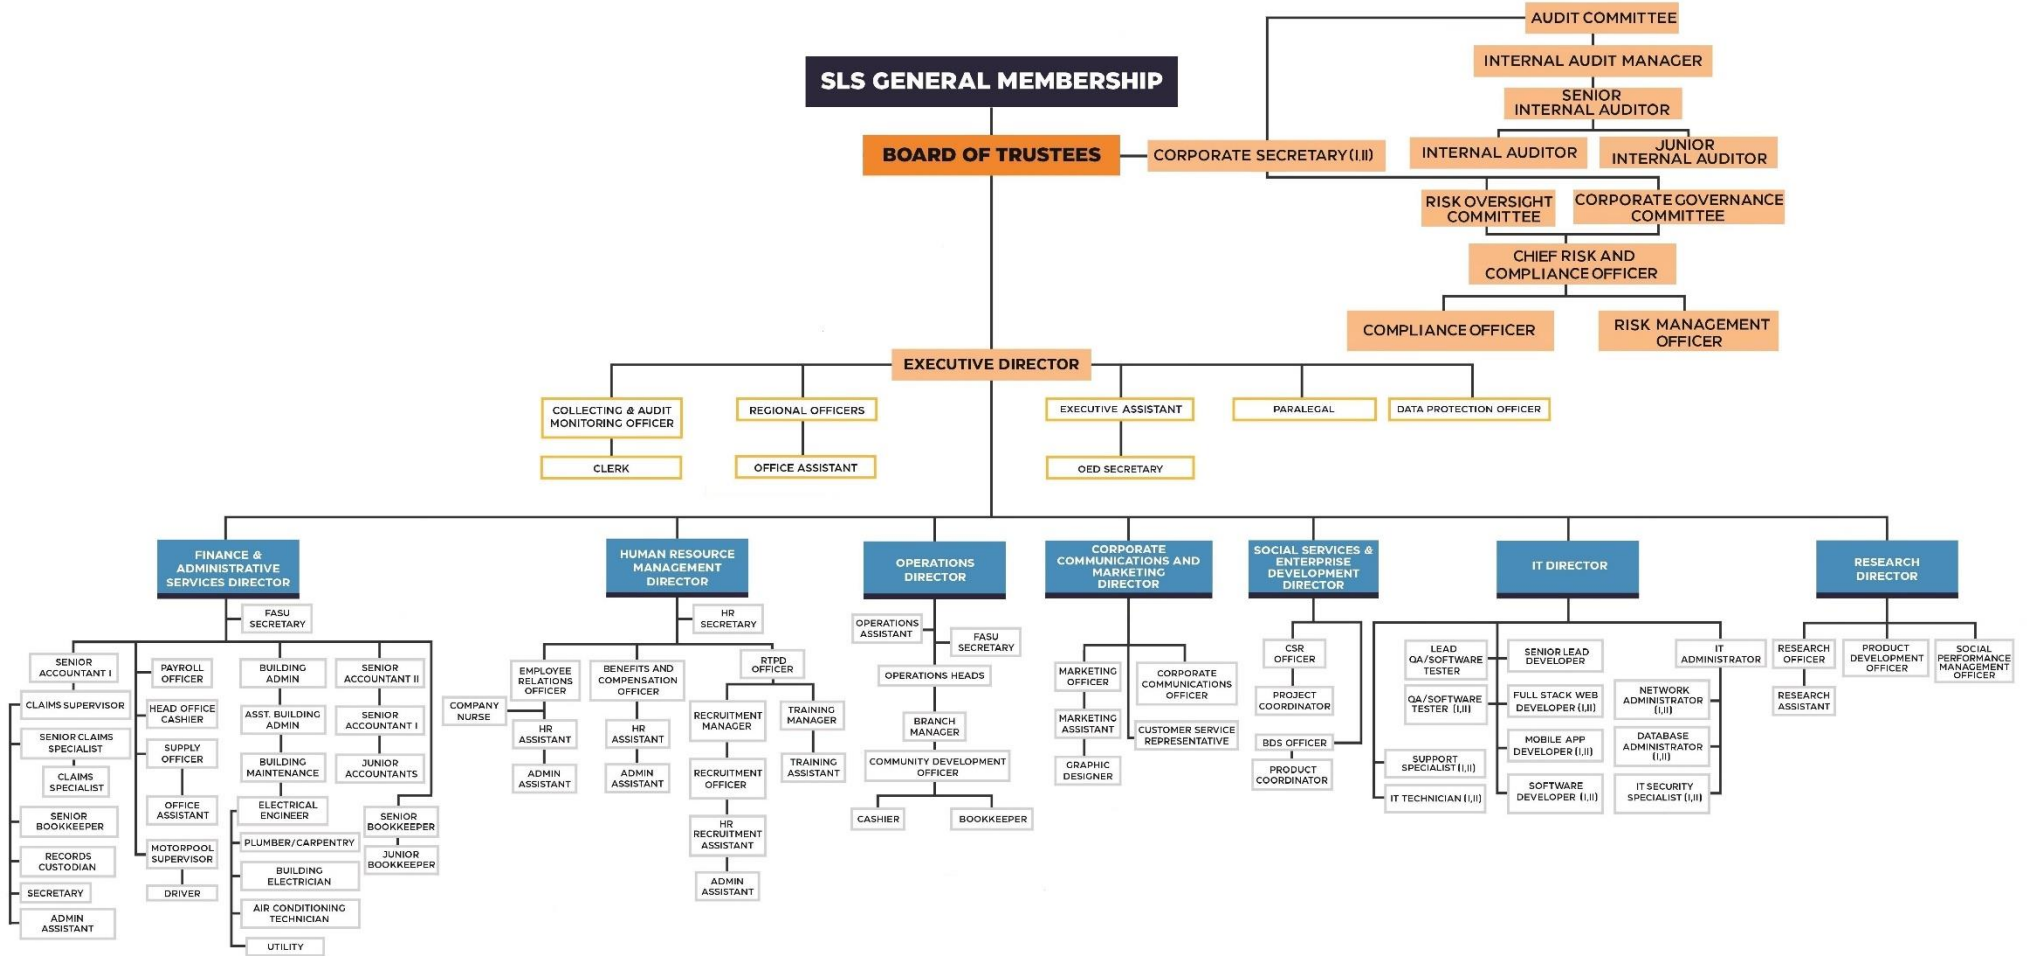 AUDIT COMMITTEE
INTERNAL AUDIT MANAGER
SENIOR
INTERNAL AUDITOR
INTERNAL AUDITOR
JUNIOR
INTERNAL AUDITOR
SLS GENERAL MEMBERSHIP
BOARD OF TRUSTEES
CORPORATE SECRETARY (I,II)
RISK OVERSIGHT
COMMITTEE
CORPORATE GOVERNANCE
COMMITTEE
CHIEF RISK AND
COMPLIANCE OFFICER
COMPLIANCE OFFICER
RISK MANAGEMENT
OFFICER
EXECUTIVE DIRECTOR
COLLECTING & AUDIT
MONITORING OFFICER
CLERK
REGIONAL OFFICERS
OFFICE ASSISTANT
EXECUTIVE ASSISTANT
OED SECRETARY
PARALEGAL
DATA PROTECTION OFFICER
FINANCE &
ADMINISTRATIVE
SERVICES DIRECTOR
FASU
SECRETARY
SENIOR
ACCOUNTANT I
CLAIMS SUPERVISOR
SENIOR CLAIMS
SPECIALIST
CLAIMS
SPECIALIST
SENIOR
BOOKKEEPER
RECORDS
CUSTODIAN
SECRETARY
ADMIN
ASSISTANT
PAYROLL
OFFICER
HEAD OFFICE
CASHIER
SUPPLY
OFFICER
OFFICE
ASSISTANT
MOTORPOOL
SUPERVISOR
DRIVER
BUILDING
ADMIN
ASST. BUILDING
ADMIN
BUILDING
MAINTENANCE
ELECTRICAL
ENGINEER
PLUMBER/CARPENTRY
BUILDING
ELECTRICIAN
AIR CONDITIONING
TECHNICIAN
UTILITY
SENIOR
ACCOUNTANT II
SENIOR
ACCOUNTANT I
JUNIOR
ACCOUNTANTS
SENIOR
BOOKKEEPER
JUNIOR
BOOKKEEPER
HUMAN RESOURCE
MANAGEMENT
DIRECTOR
HR
SECRETARY
EMPLOYEE
RELATIONS
OFFICER
COMPANY
NURSE
HR
ASSISTANT
ADMIN
ASSISTANT
BENEFITS AND
COMPENSATION
OFFICER
HR
ASSISTANT
ADMIN
ASSISTANT
RTPD
OFFICER
RECRUITMENT
MANAGER
RECRUITMENT
OFFICER
HR
RECRUITMENT
ASSISTANT
ADMIN
ASSISTANT
TRAINING
MANAGER
TRAINING
ASSISTANT
OPERATIONS
DIRECTOR
OPERATIONS
ASSISTANT
FASU
SECRETARY
OPERATIONS HEADS
BRANCH
MANAGER
COMMUNITY DEVELOPMENT
OFFICER
CASHIER
BOOKKEEPER
CORPORATE
COMMUNICATIONS AND
MARKETING
DIRECTOR
MARKETING
OFFICER
MARKETING
ASSISTANT
GRAPHIC
DESIGNER
CORPORATE
COMMUNICATIONS
OFFICER
CUSTOMER SERVICE
REPRESENTATIVE
SOCIAL SERVICES &
ENTERPRISE
DEVELOPMENT
DIRECTOR
CSR
OFFICER
PROJECT
COORDINATOR
BDS OFFICER
PRODUCT
COORDINATOR
IT DIRECTOR
LEAD
QA/SOFTWARE
TESTER
QA/SOFTWARE
TESTER (I,II)
SUPPORT
SPECIALIST (I,II)
IT TECHNICIAN (I,II)
SENIOR LEAD
DEVELOPER
FULL STACK WEB
DEVELOPER (I,II)
MOBILE APP
DEVELOPER (I,II)
SOFTWARE
DEVELOPER (I,II)
IT
ADMINISTRATOR
NETWORK
ADMINISTRATOR
(I,II)
DATABASE
ADMINISTRATOR
(I,II)
IT SECURITY
SPECIALIST (I,II)
RESEARCH
DIRECTOR
RESEARCH
OFFICER
RESEARCH
ASSISTANT
PRODUCT
DEVELOPMENT
OFFICER
SOCIAL
PERFORMANCE
MANAGEMENT
OFFICER